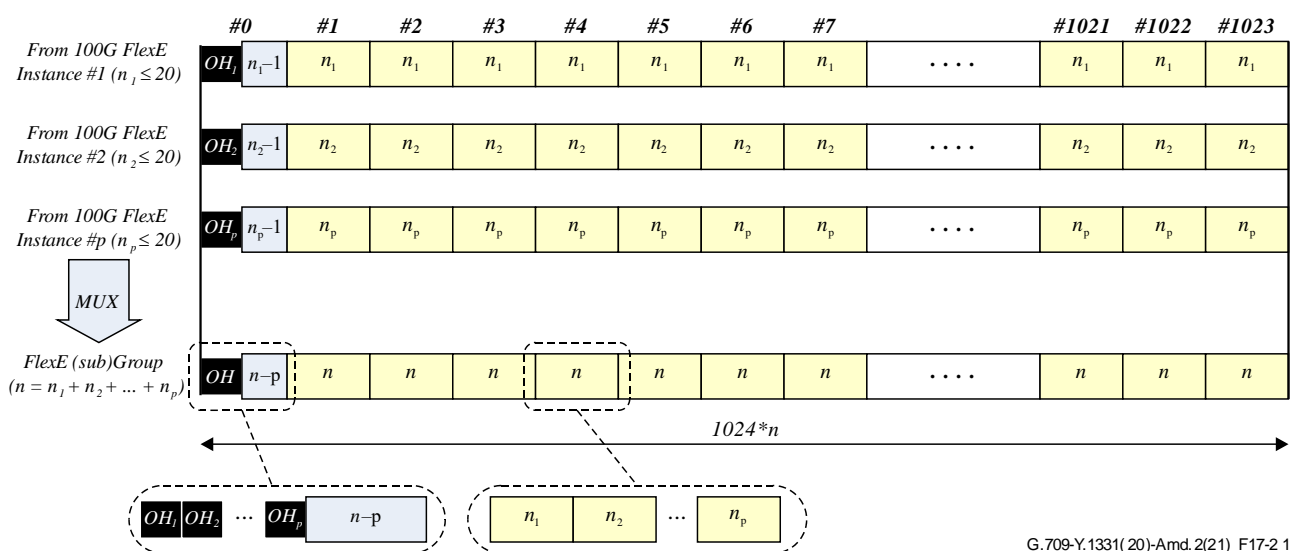 #0 #1 #2 #3 #4 #5 #6 #7 #1021 #1022 #1023
From 100G FlexE
Instance #1 (n₁ ≤ 20)
OH₁ n₁–1 n₁ n₁ n₁ n₁ n₁ n₁ n₁ .... n₁ n₁ n₁
From 100G FlexE
Instance #2 (n₂ ≤ 20)
OH₂ n₂–1 n₂ n₂ n₂ n₂ n₂ n₂ n₂ .... n₂ n₂ n₂
From 100G FlexE
Instance #p (nₚ ≤ 20)
OHₚ nₚ–1 nₚ nₚ nₚ nₚ nₚ nₚ nₚ .... nₚ nₚ nₚ
MUX
FlexE (sub)Group
(n = n₁ + n₂ + ... + nₚ)
OH n–p n n n n n n n .... n n n
1024*n
OH₁ OH₂ ... OHₚ n–p
n₁ n₂ ... nₚ
G.709-Y.1331(20)-Amd.2(21)_F17-21